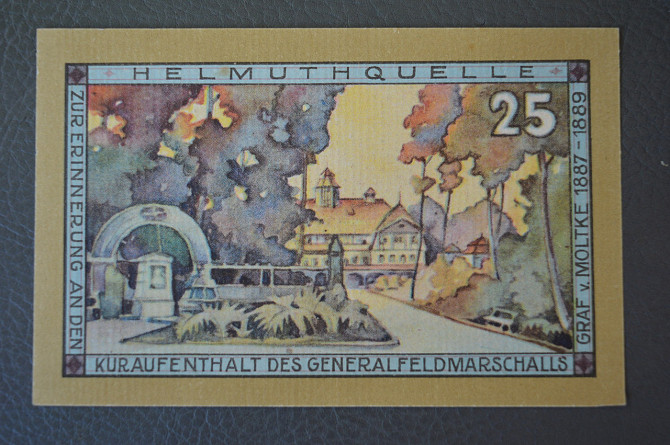 HELMUTHQUELLE
25
ZUR ERINNERUNG AN DEN
KURAUFENTHALT DES GENERALFELDMARSCHALLS
GRAF v. MOLTKE 1887-1889